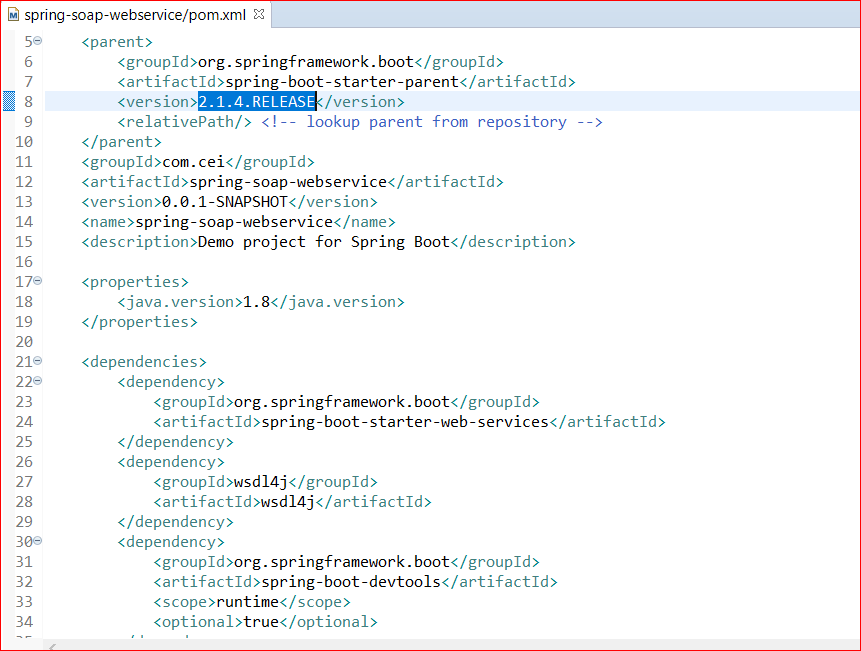 spring-soap-webservice/pom.xml
5 <parent>
6 <groupId>org.springframework.boot</groupId>
7 <artifactId>spring-boot-starter-parent</artifactId>
8 <version>2.1.4.RELEASE</version>
9 <relativePath/> <!-- lookup parent from repository -->
10 </parent>
11 <groupId>com.cei</groupId>
12 <artifactId>spring-soap-webservice</artifactId>
13 <version>0.0.1-SNAPSHOT</version>
14 <name>spring-soap-webservice</name>
15 <description>Demo project for Spring Boot</description>
16
17 <properties>
18 <java.version>1.8</java.version>
19 </properties>
20
21 <dependencies>
22 <dependency>
23 <groupId>org.springframework.boot</groupId>
24 <artifactId>spring-boot-starter-web-services</artifactId>
25 </dependency>
26 <dependency>
27 <groupId>wsdl4j</groupId>
28 <artifactId>wsdl4j</artifactId>
29 </dependency>
30 <dependency>
31 <groupId>org.springframework.boot</groupId>
32 <artifactId>spring-boot-devtools</artifactId>
33 <scope>runtime</scope>
34 <optional>true</optional>